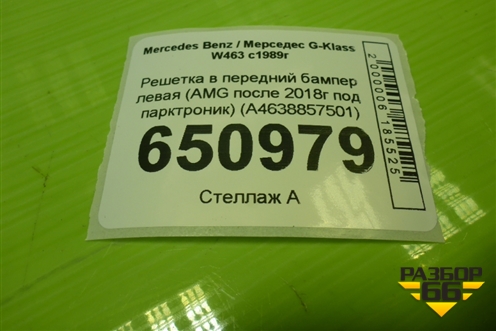 Mercedes Benz / Мерседес G-Klass
W463 с1989г
Решетка в передний бампер
левая (AMG после 2018г под
парктроник) (A4638857501)
650979
Стеллаж А
2000006185525
РАЗБОР
66